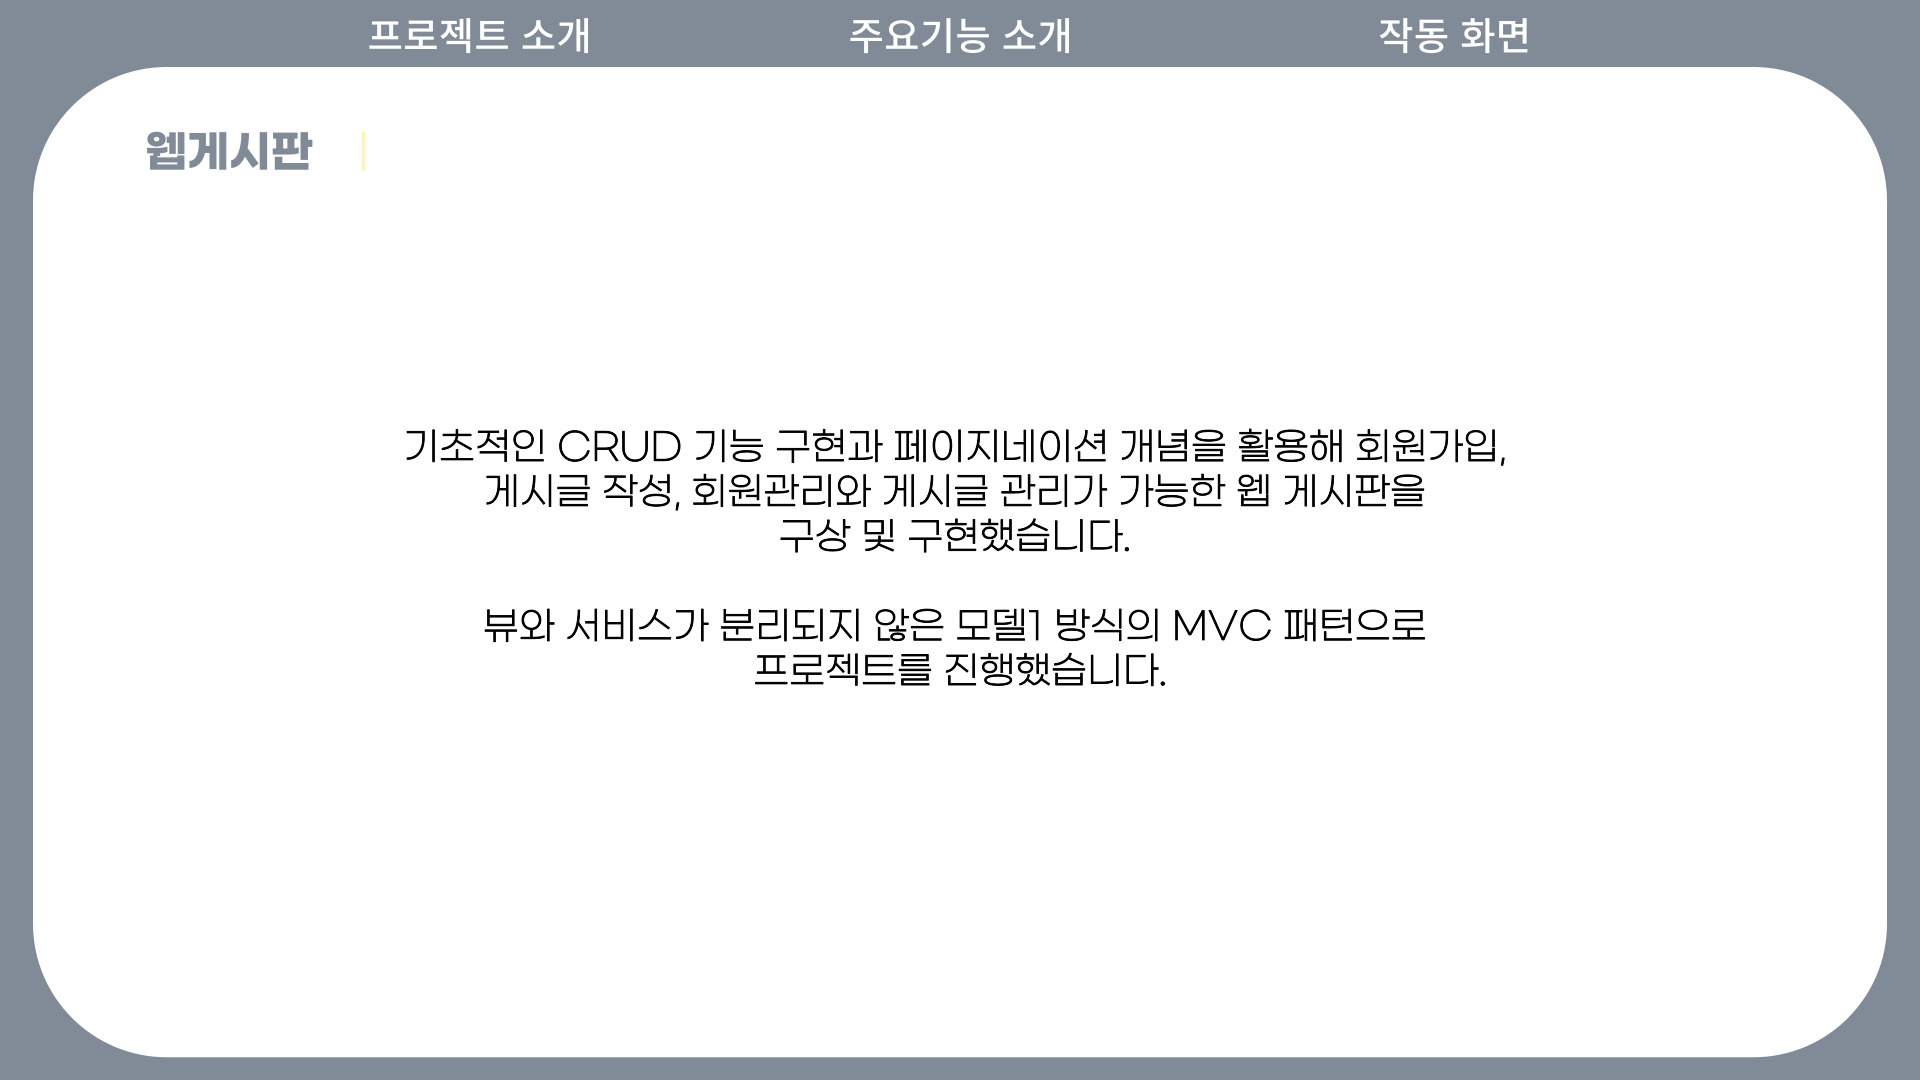 프로젝트 소개 주요기능 소개 작동 화면
웹게시판
기초적인 CRUD 기능 구현과 페이지네이션 개념을 활용해 회원가입,
게시글 작성, 회원관리와 게시글 관리가 가능한 웹 게시판을
구상 및 구현했습니다.
뷰와 서비스가 분리되지 않은 모델1 방식의 MVC 패턴으로
프로젝트를 진행했습니다.